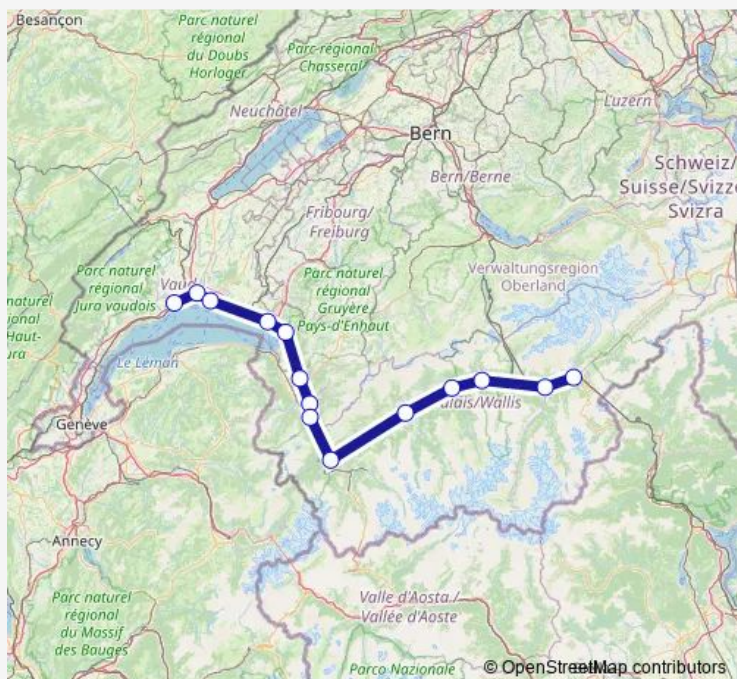 Besançon
Parc naturel
régional
du Doubs
Horloger
Parc régional
Chasseral
Neuchâtel
Luzern
Bern
Bern/Berne
Schweiz/
Suisse/Svizze
Svizra
Fribourg/
Freiburg
Verwaltungsregion
Oberland
Parc naturel
régional
Jura vaudois
Vaud
Parc naturel
régional
Gruyère
Pays-d'Enhaut
naturel
régional
Haut-
ura
Le Léman
Genève
alais/Wallis
Annecy
Parc naturel
régional
du Massif
des Bauges
Valle d'Aosta /
Vallée d'Aoste
Parco Nazionale
© OpenStreetMap contributors